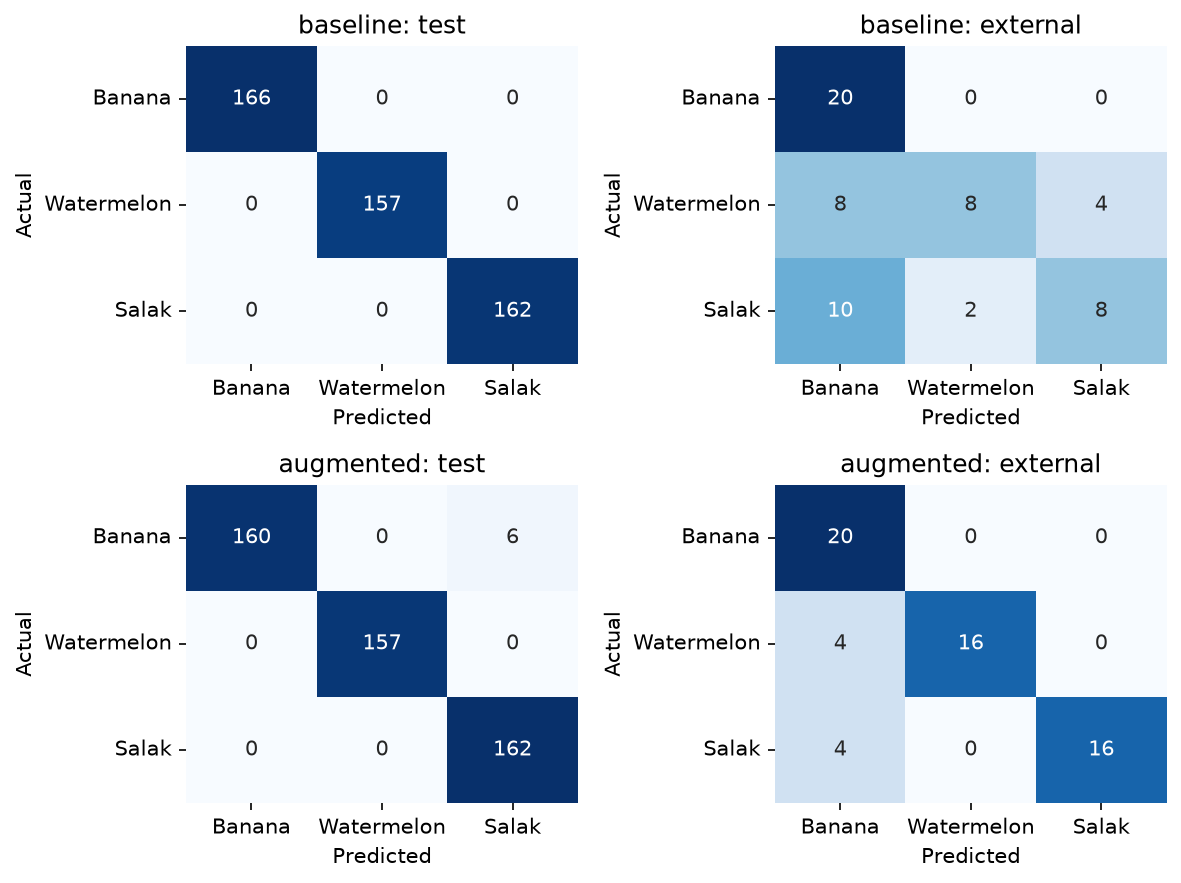 baseline: test
Actual
Banana 166 0 0
Watermelon 0 157 0
Salak 0 0 162
Banana Watermelon Salak
Predicted
baseline: external
Actual
Banana 20 0 0
Watermelon 8 8 4
Salak 10 2 8
Banana Watermelon Salak
Predicted
augmented: test
Actual
Banana 160 0 6
Watermelon 0 157 0
Salak 0 0 162
Banana Watermelon Salak
Predicted
augmented: external
Actual
Banana 20 0 0
Watermelon 4 16 0
Salak 4 0 16
Banana Watermelon Salak
Predicted